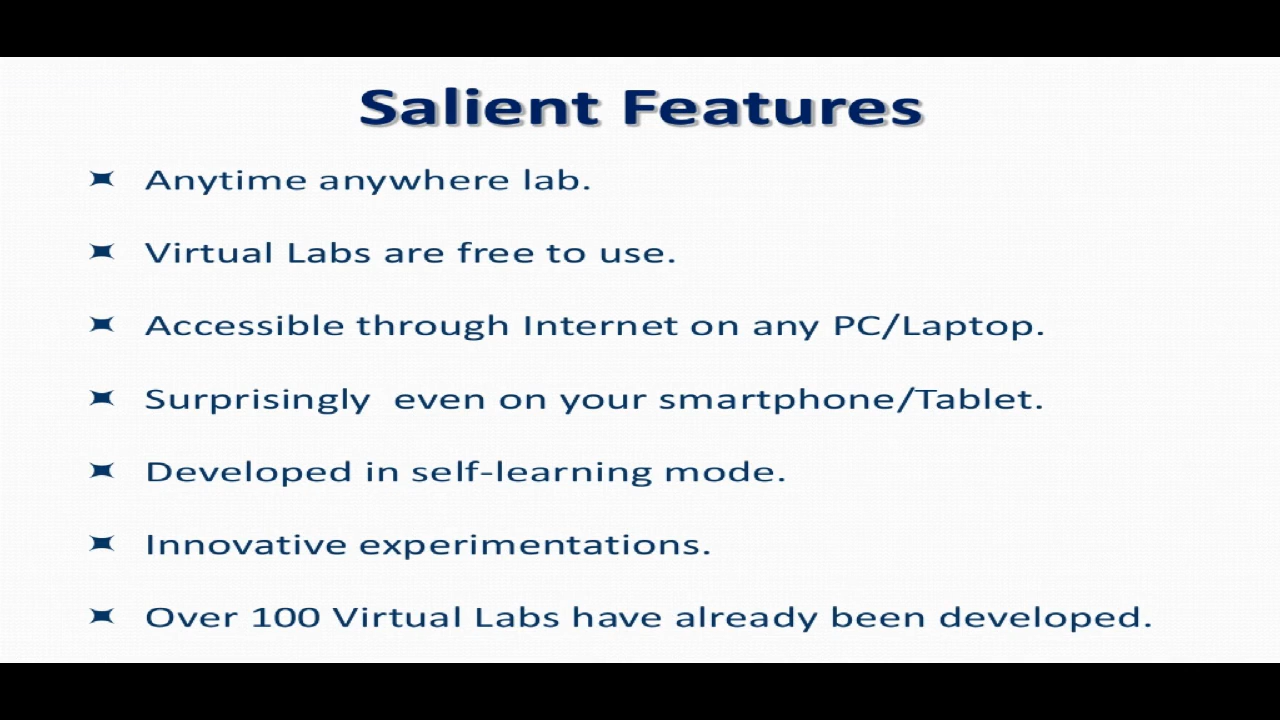 Salient Features
Anytime anywhere lab.
Virtual Labs are free to use.
Accessible through Internet on any PC/Laptop.
Surprisingly  even on your smartphone/Tablet.
Developed in self-learning mode.
Innovative experimentations.
Over 100 Virtual Labs have already been developed.